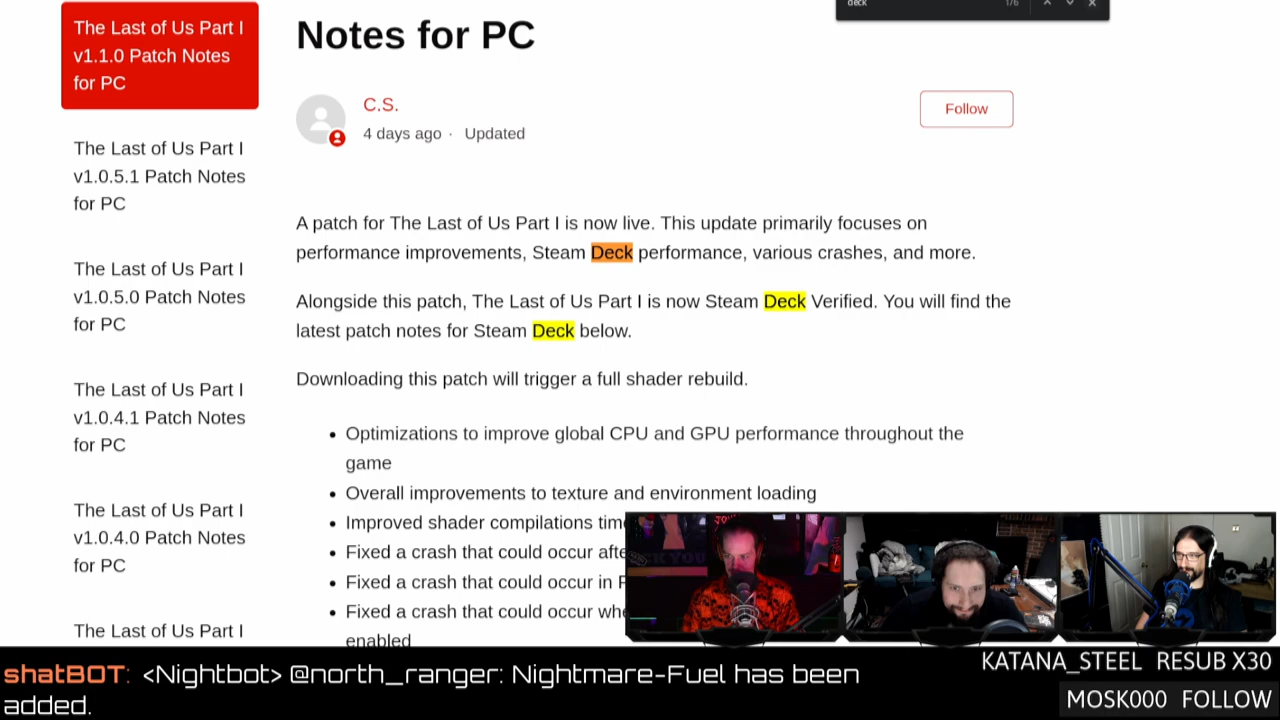 deck
1/6
The Last of Us Part I
v1.1.0 Patch Notes
for PC
The Last of Us Part I
v1.0.5.1 Patch Notes
for PC
The Last of Us Part I
v1.0.5.0 Patch Notes
for PC
The Last of Us Part I
v1.0.4.1 Patch Notes
for PC
The Last of Us Part I
v1.0.4.0 Patch Notes
for PC
The Last of Us Part I
Notes for PC
C.S.
4 days ago · Updated
Follow
A patch for The Last of Us Part I is now live. This update primarily focuses on
performance improvements, Steam Deck performance, various crashes, and more.
Alongside this patch, The Last of Us Part I is now Steam Deck Verified. You will find the
latest patch notes for Steam Deck below.
Downloading this patch will trigger a full shader rebuild.
• Optimizations to improve global CPU and GPU performance throughout the
game
• Overall improvements to texture and environment loading
• Improved shader compilations
• Fixed a crash that could occur
• Fixed a crash that could occur in
• Fixed a crash that could occur
enabled
shatBOT: <Nightbot> @north_ranger: Nightmare-Fuel has been
added.
KATANA_STEEL RESUB X30
MOSK000 FOLLOW